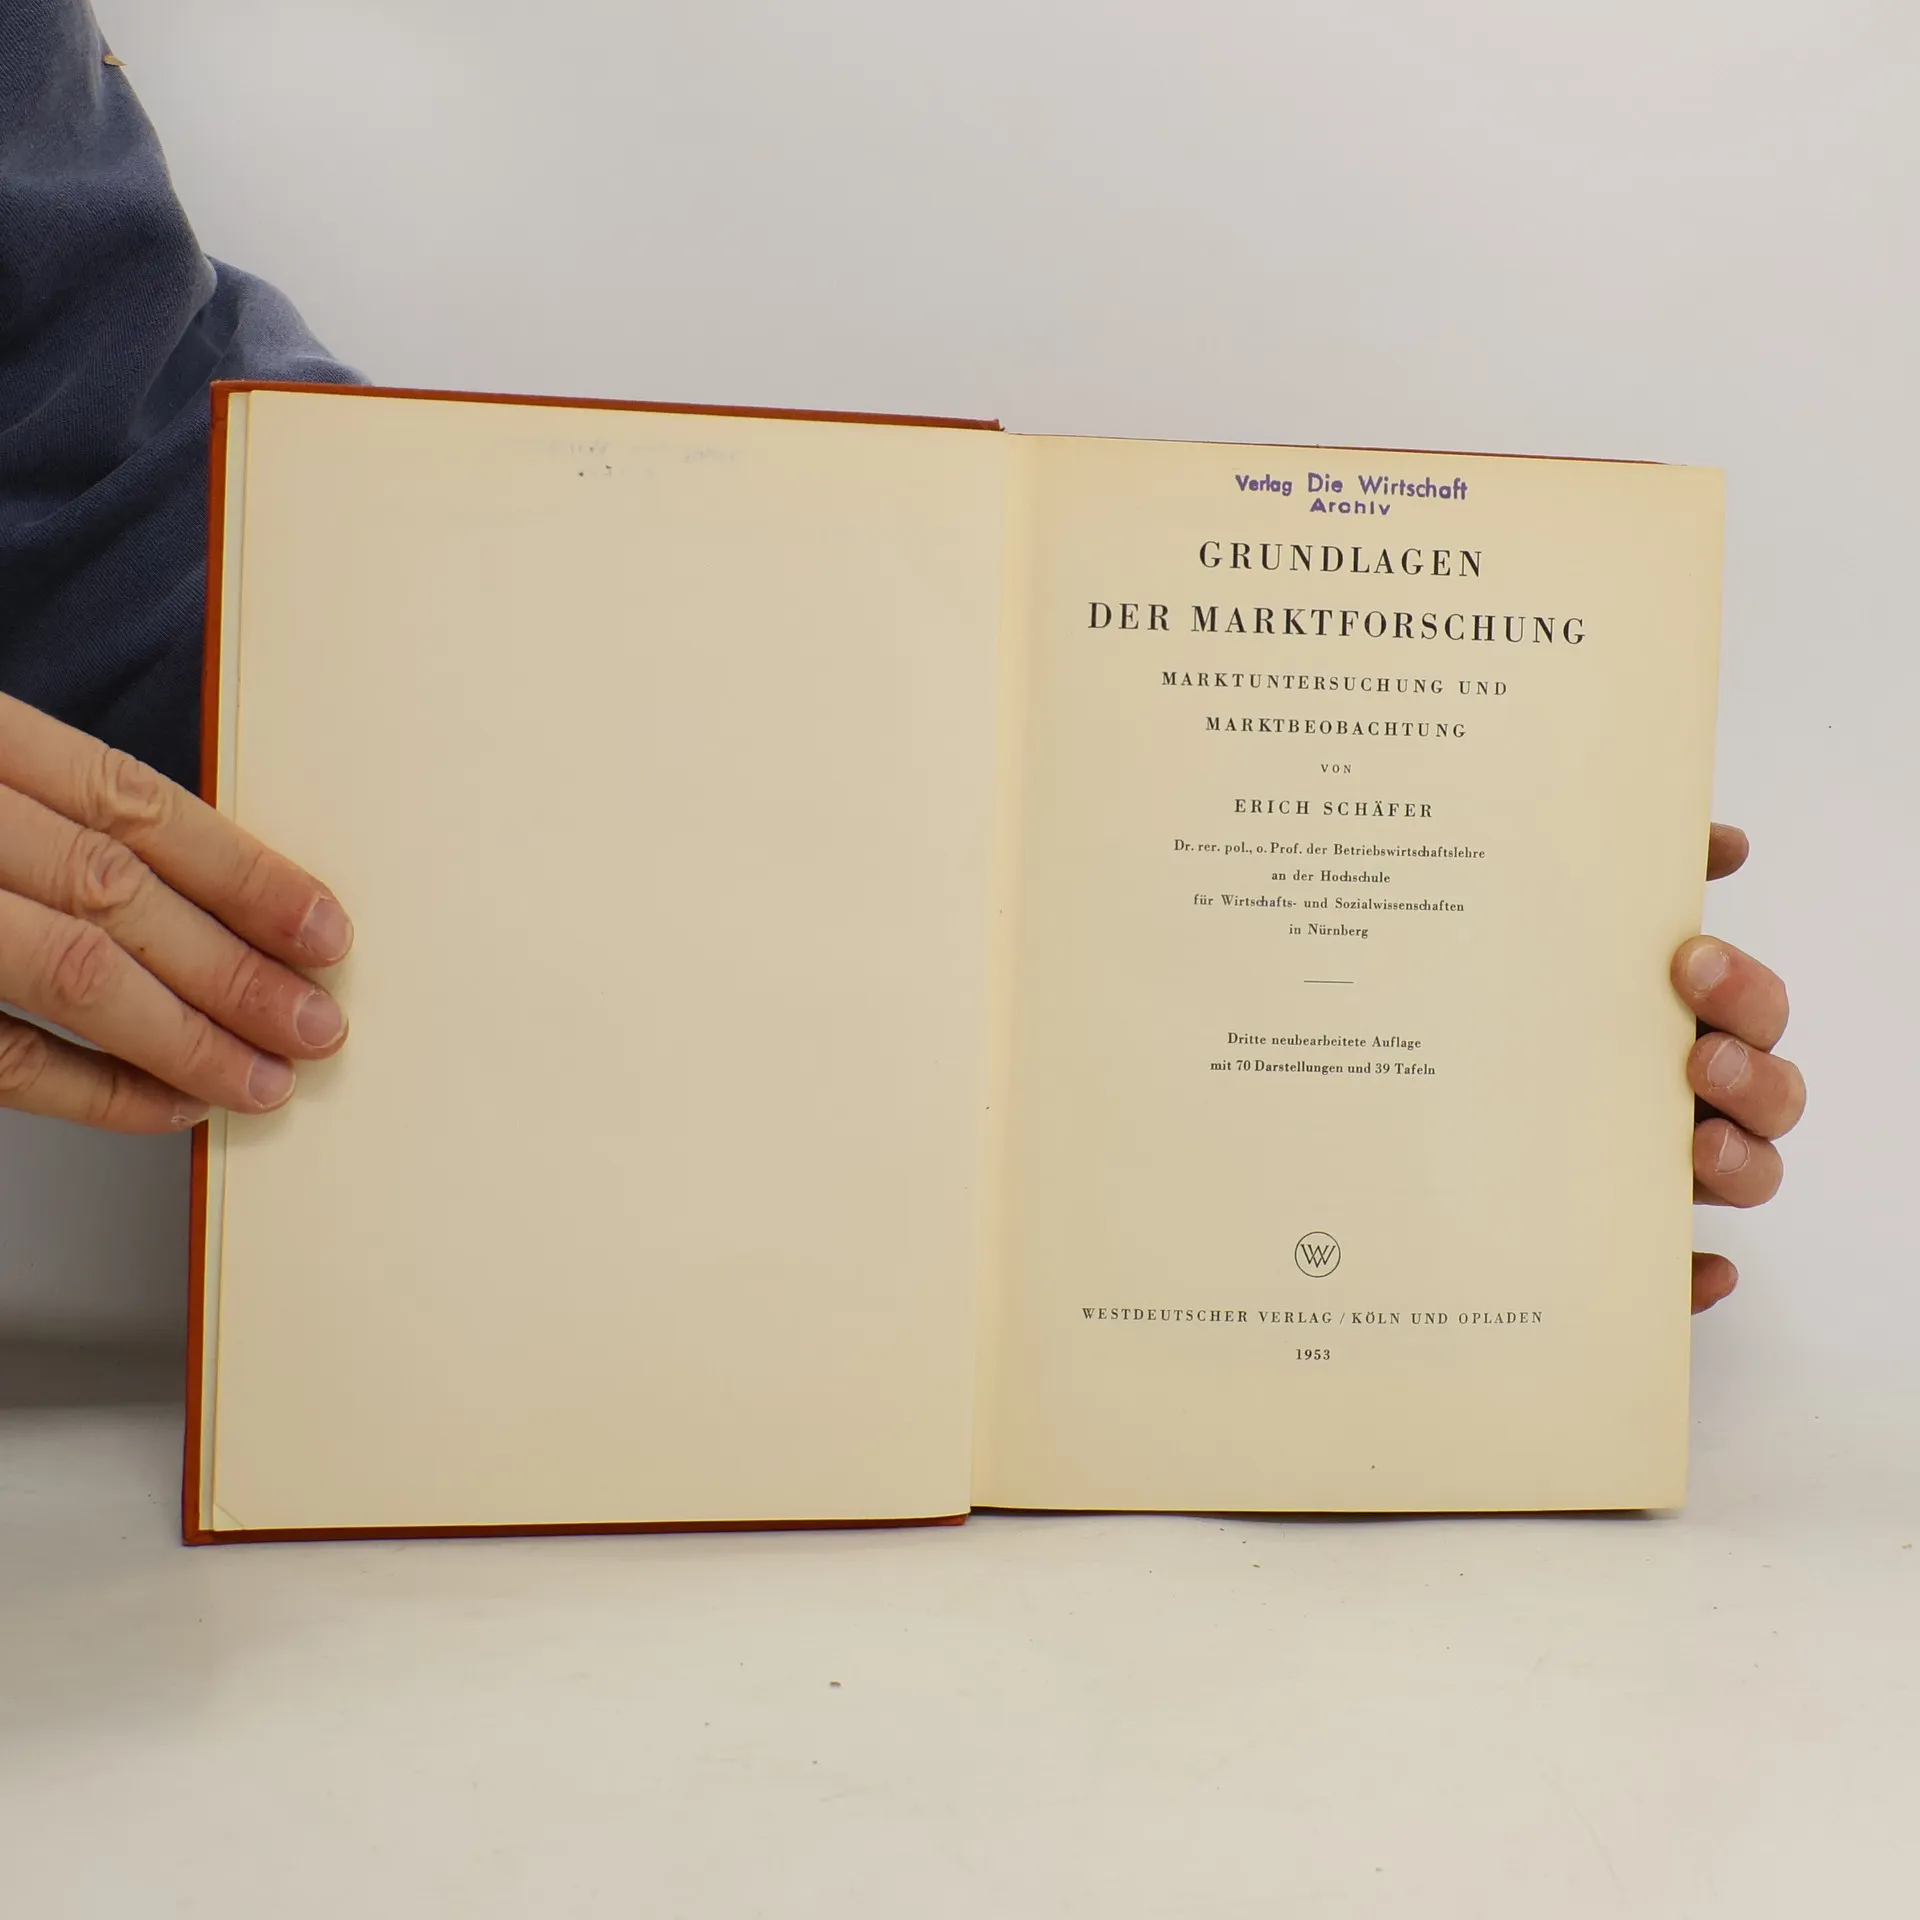 Verlag Die Wirtschaft
Archiv
GRUNDLAGEN
DER MARKTFORSCHUNG
MARKTUNTERSUCHUNG UND
MARKTBEOBACHTUNG
VON
ERICH SCHÄFER
Dr. rer. pol., o. Prof. der Betriebswirtschaftslehre
an der Hochschule
für Wirtschafts- und Sozialwissenschaften
in Nürnberg
Dritte neubearbeitete Auflage
mit 70 Darstellungen und 39 Tafeln
W
WESTDEUTSCHER VERLAG / KÖLN UND OPLADEN
1953